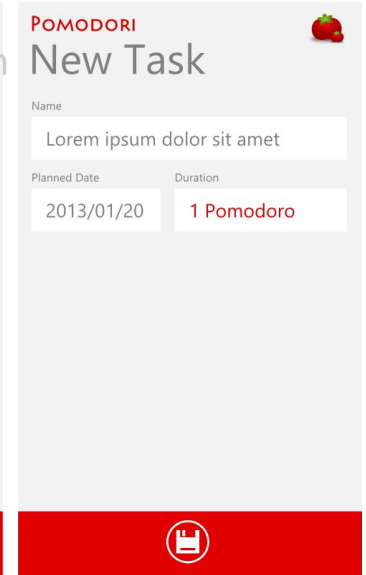 POMODORI
New Task
Name
Lorem ipsum dolor sit amet
Planned Date Duration
2013/01/20 1 Pomodoro